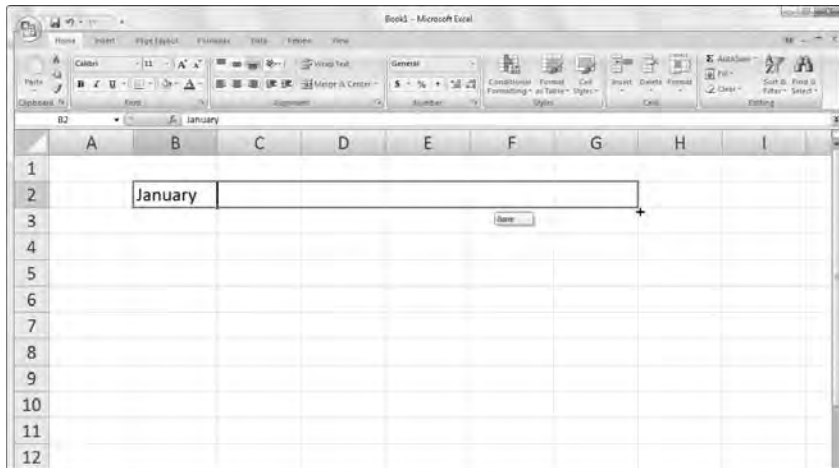 Book1 - Microsoft Excel
Home Insert Page Layout Formulas Data Review View
Calibri 11 A A Wrap Text General Σ AutoSum
Paste B I U A Merge & Center $ % , Conditional Formatting Format as Table Cell Styles Insert Delete Format Fill Clear Sort & Filter Find & Select
Clipboard Font Alignment Number Styles Cells Editing
B2 fx January
A B C D E F G H I
1
2 January
3
4
5
6
7
8
9
10
11
12